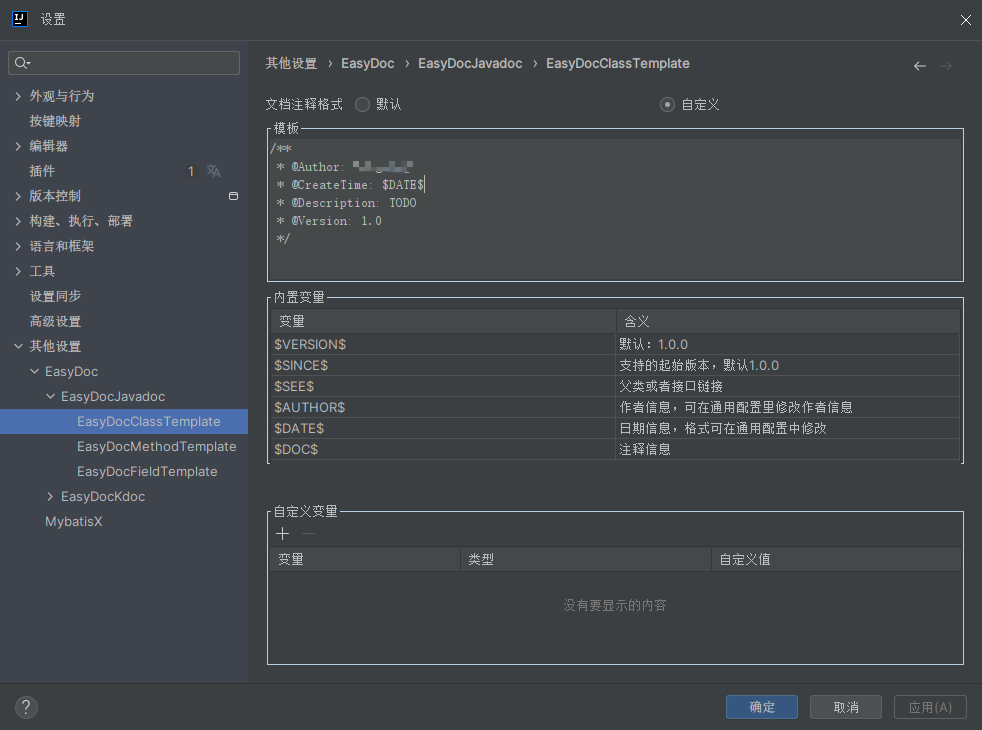 设置
其他设置 › EasyDoc › EasyDocJavadoc › EasyDocClassTemplate
外观与行为
按键映射
编辑器
插件 1
版本控制
构建、执行、部署
语言和框架
工具
设置同步
高级设置
其他设置
EasyDoc
EasyDocJavadoc
EasyDocClassTemplate
EasyDocMethodTemplate
EasyDocFieldTemplate
EasyDocKdoc
MybatisX
文档注释格式 默认 自定义
模板
/**
* @Author:
* @CreateTime: $DATE$
* @Description: TODO
* @Version: 1.0
*/
内置变量
变量 含义
$VERSION$ 默认：1.0.0
$SINCE$ 支持的起始版本，默认1.0.0
$SEE$ 父类或者接口链接
$AUTHOR$ 作者信息，可在通用配置里修改作者信息
$DATE$ 日期信息，格式可在通用配置中修改
$DOC$ 注释信息
自定义变量
变量 类型 自定义值
没有要显示的内容
? 确定 取消 应用(A)